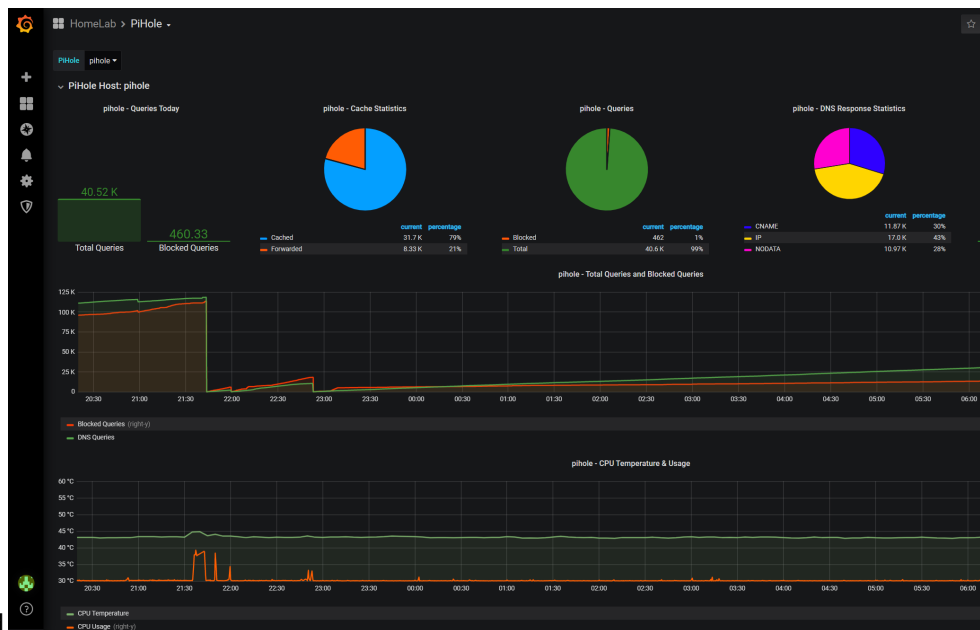 HomeLab > PiHole
PiHole pihole
PiHole Host: pihole
pihole - Queries Today
40.52 K
460.33
Total Queries Blocked Queries
pihole - Cache Statistics
current percentage
Cached 31.7 K 79%
Forwarded 8.33 K 21%
pihole - Queries
current percentage
Blocked 462 1%
Total 40.6 K 99%
pihole - DNS Response Statistics
current percentage
CNAME 11.87 K 30%
IP 17.0 K 43%
NODATA 10.97 K 28%
pihole - Total Queries and Blocked Queries
125 K
100 K
75 K
50 K
25 K
0
20:30 21:00 21:30 22:00 22:30 23:00 23:30 00:00 00:30 01:00 01:30 02:00 02:30 03:00 03:30 04:00 04:30 05:00 05:30 06:00
Blocked Queries (right-y)
DNS Queries
pihole - CPU Temperature & Usage
60 °C
55 °C
50 °C
45 °C
40 °C
35 °C
30 °C
20:30 21:00 21:30 22:00 22:30 23:00 23:30 00:00 00:30 01:00 01:30 02:00 02:30 03:00 03:30 04:00 04:30 05:00 05:30 06:00
CPU Temperature
CPU Usage (right-y)